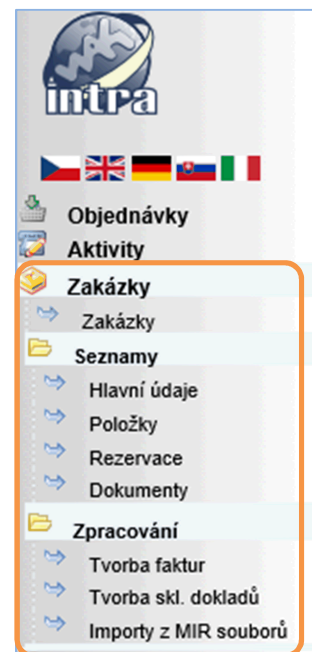 WAK
intra
Objednávky
Aktivity
Zakázky
Zakázky
Seznamy
Hlavní údaje
Položky
Rezervace
Dokumenty
Zpracování
Tvorba faktur
Tvorba skl. dokladů
Importy z MIR souborů